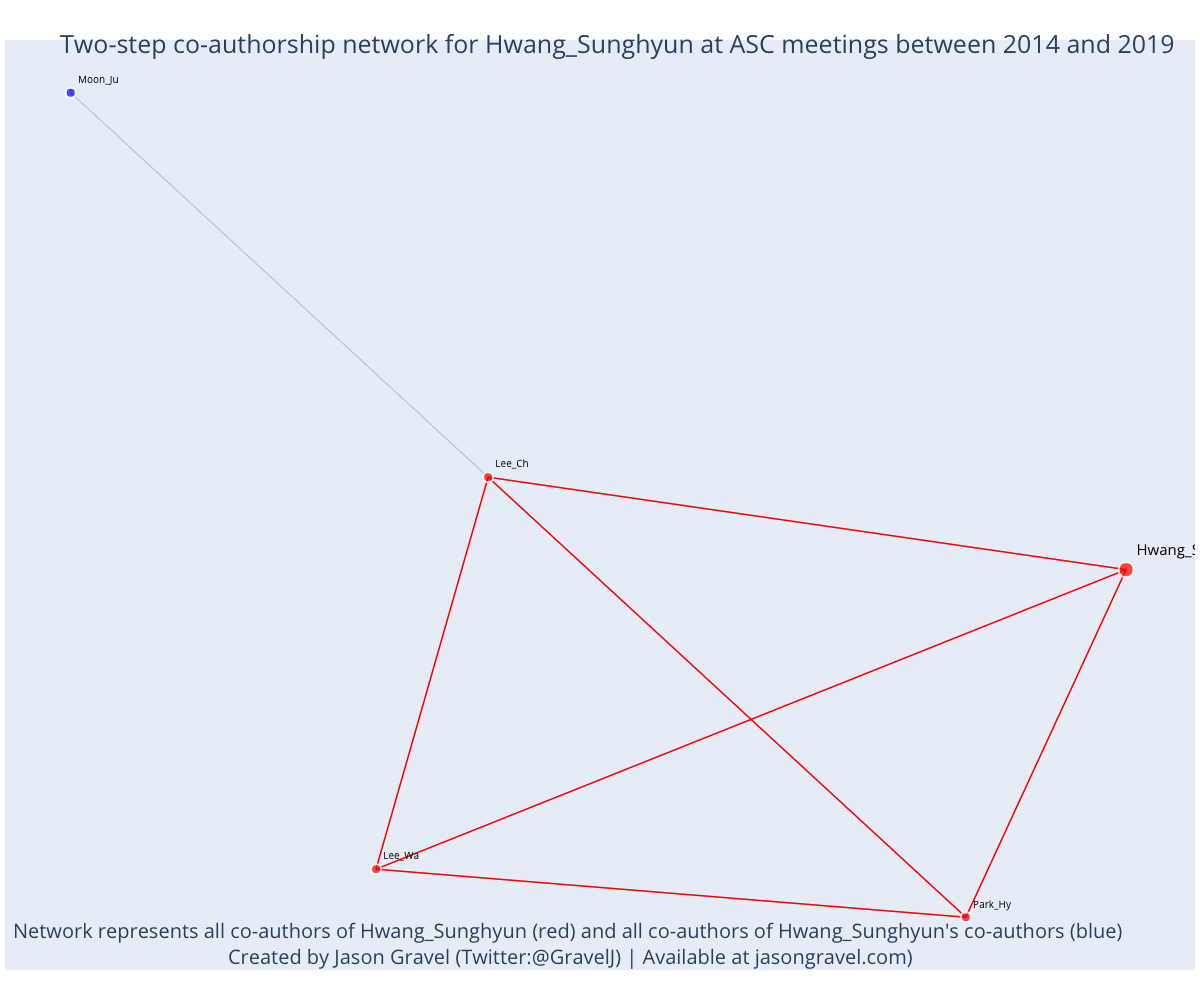 Two-step co-authorship network for Hwang_Sunghyun at ASC meetings between 2014 and 2019
Moon_Ju
Lee_Ch
Hwang_S
Lee_Wa
Park_Hy
Network represents all co-authors of Hwang_Sunghyun (red) and all co-authors of Hwang_Sunghyun's co-authors (blue)
Created by Jason Gravel (Twitter:@GravelJ) | Available at jasongravel.com)